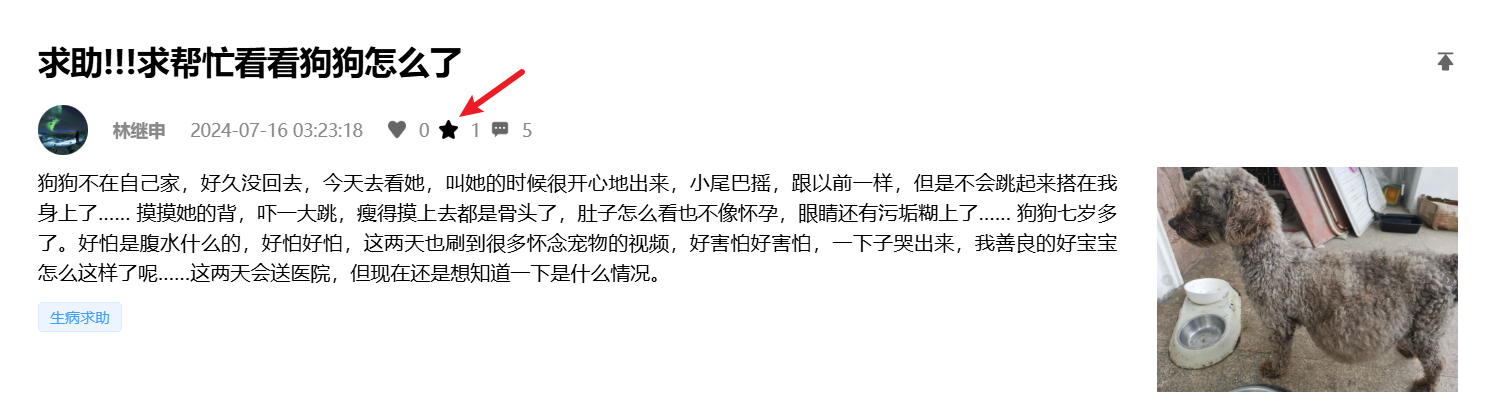 求助!!!求帮忙看看狗狗怎么了
林继申 2024-07-16 03:23:18 0 1 5
狗狗不在自己家，好久没回去，今天去看她，叫她的时候很开心地出来，小尾巴摇，跟以前一样，但是不会跳起来搭在我
身上了…… 摸摸她的背，吓一大跳，瘦得摸上去都是骨头了，肚子怎么看也不像怀孕，眼睛还有污垢糊上了…… 狗狗七岁多
了。好怕是腹水什么的，好怕好怕，这两天也刷到很多怀念宠物的视频，好害怕好害怕，一下子哭出来，我善良的好宝宝
怎么这样了呢……这两天会送医院，但现在还是想知道一下是什么情况。
生病求助